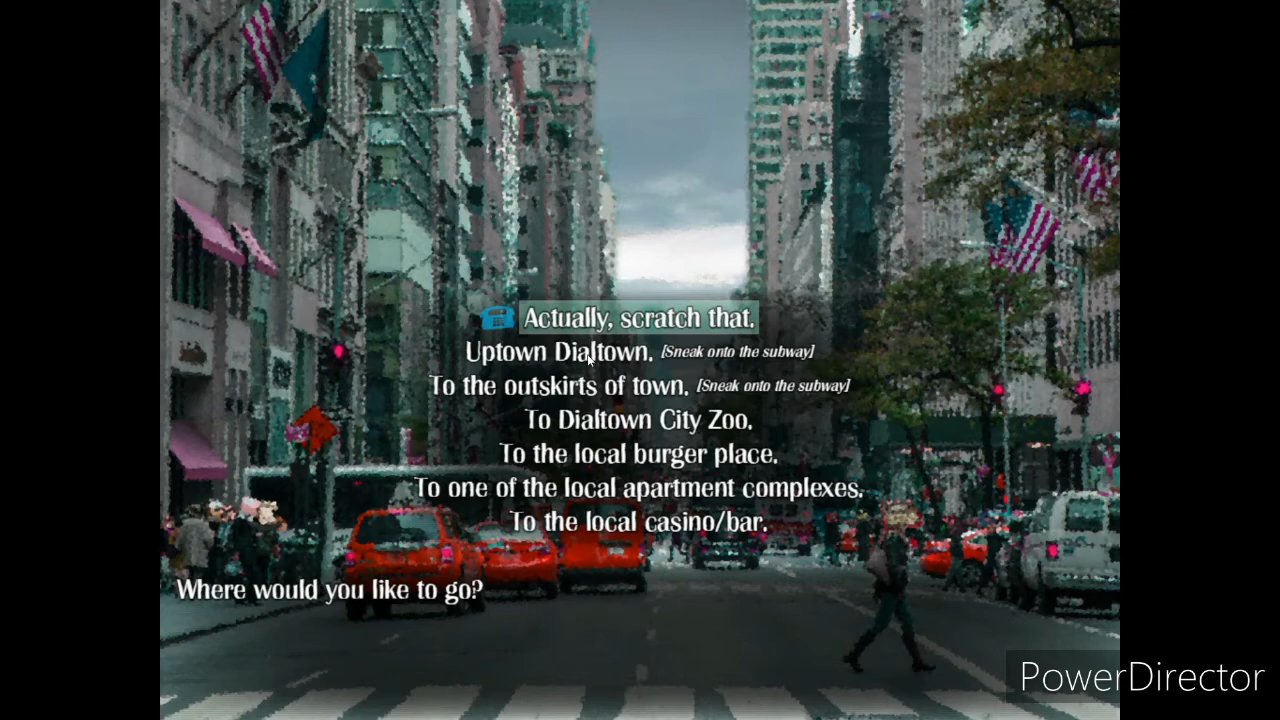 Actually, scratch that.
Uptown Dialtown. [Sneak onto the subway]
To the outskirts of town. [Sneak onto the subway]
To Dialtown City Zoo.
To the local burger place.
To one of the local apartment complexes.
To the local casino/bar.
Where would you like to go?
PowerDirector